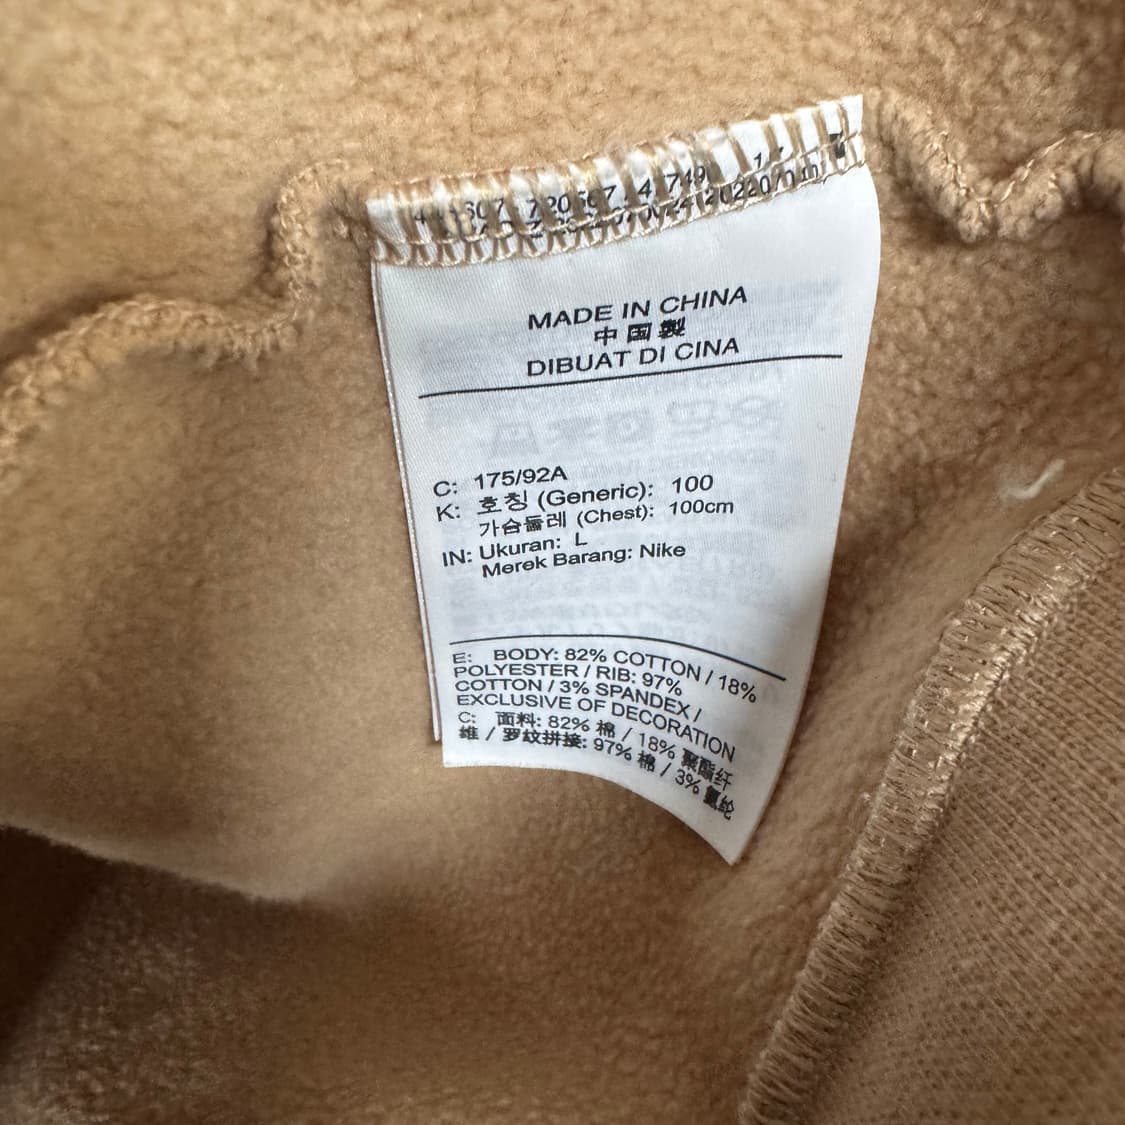 MADE IN CHINA
中国製
DIBUAT DI CINA
C: 175/92A
K: 호칭 (Generic): 100
가슴둘레 (Chest): 100cm
IN: Ukuran: L
Merek Barang: Nike
E: BODY: 82% COTTON / 18%
POLYESTER / RIB: 97%
COTTON / 3% SPANDEX /
EXCLUSIVE OF DECORATION
C: 面料: 82% 棉 / 18% 聚酯纤
维 / 罗纹拼接: 97% 棉 / 3% 氨纶